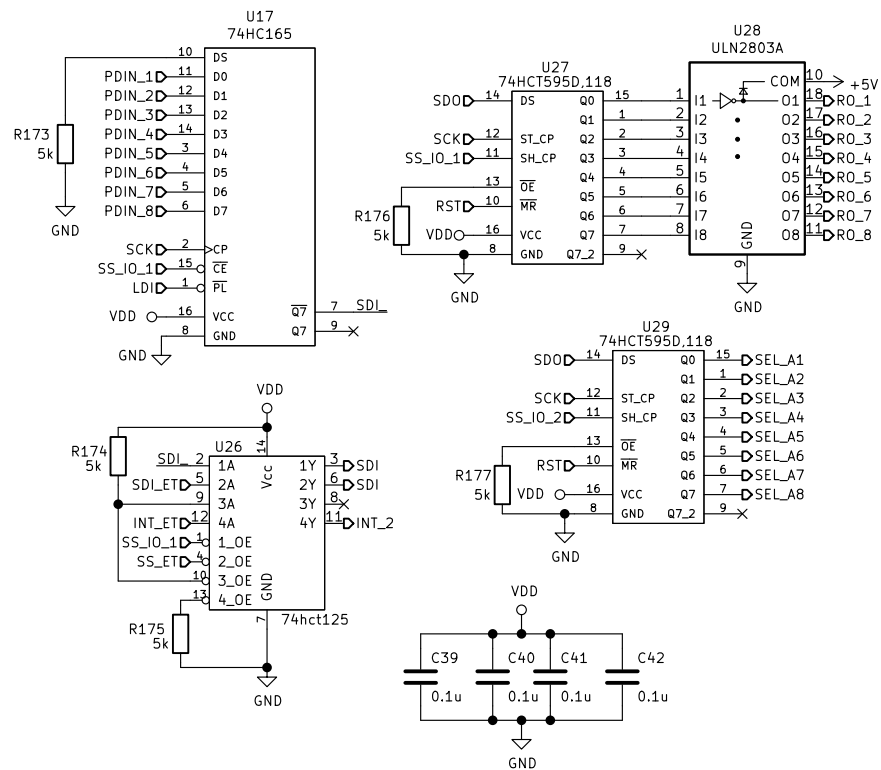 U17
74HC165
10 DS
PDIN_1 11 D0
PDIN_2 12 D1
PDIN_3 13 D2
PDIN_4 14 D3
PDIN_5 3 D4
PDIN_6 4 D5
PDIN_7 5 D6
PDIN_8 6 D7
R173
5k
GND
SCK 2 CP
SS_IO_1 15 CE
LDI 1 PL
VDD 16 VCC
GND 8 GND
Q7 7 SDI_
Q7 9
U27
74HCT595D,118
SDO 14 DS Q0 15
Q1 1
SCK 12 ST_CP Q2 2
SS_IO_1 11 SH_CP Q3 3
Q4 4
13 OE Q5 5
RST 10 MR Q6 6
VDD 16 VCC Q7 7
8 GND Q7_2 9
R176
5k
GND
U28
ULN2803A
COM 10 +5V
1 I1 O1 18 RO_1
2 I2 O2 17 RO_2
3 I3 O3 16 RO_3
4 I4 O4 15 RO_4
5 I5 O5 14 RO_5
6 I6 O6 13 RO_6
7 I7 O7 12 RO_7
8 I8 O8 11 RO_8
GND
9
GND
U29
74HCT595D,118
SDO 14 DS Q0 15 SEL_A1
Q1 1 SEL_A2
SCK 12 ST_CP Q2 2 SEL_A3
SS_IO_2 11 SH_CP Q3 3 SEL_A4
Q4 4 SEL_A5
13 OE Q5 5 SEL_A6
RST 10 MR Q6 6 SEL_A7
VDD 16 VCC Q7 7 SEL_A8
8 GND Q7_2 9
R177
5k
GND
VDD
R174
5k
U26
14
Vcc
SDI_ 2 1A 1Y 3 SDI
SDI_ET 5 2A 2Y 6 SDI
9 3A 3Y 8
INT_ET 12 4A 4Y 11 INT_2
SS_IO_1 1 1_OE
SS_ET 4 2_OE
10 3_OE
13 4_OE
GND
7
74hct125
R175
5k
GND
VDD
C39 C40 C41 C42
0.1u 0.1u 0.1u 0.1u
GND